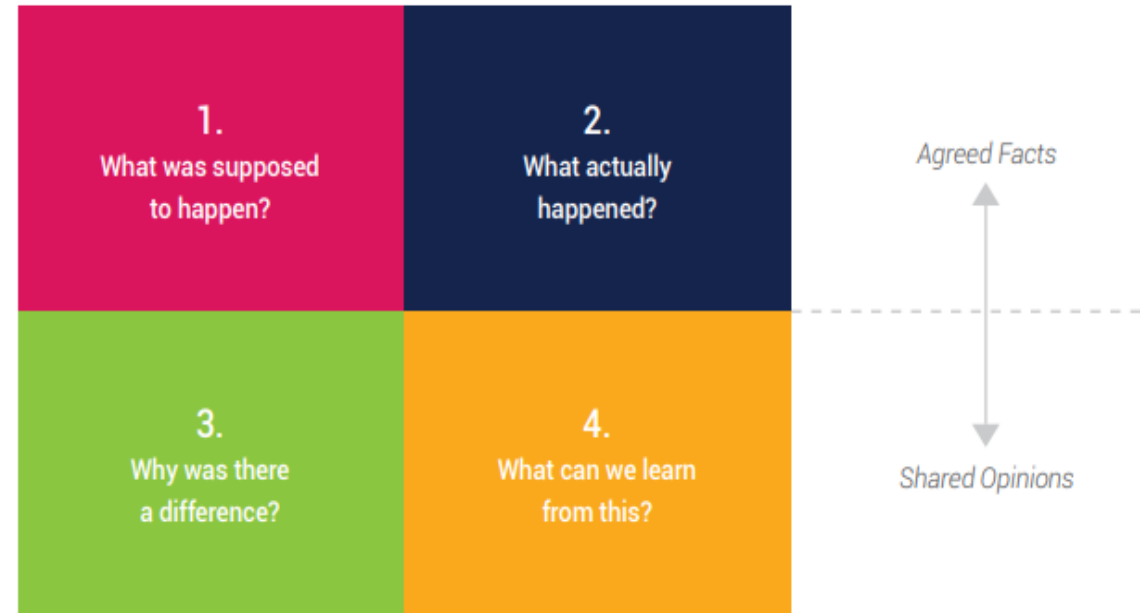 1.
What was supposed
to happen?
2.
What actually
happened?
Agreed Facts
3.
Why was there
a difference?
4.
What can we learn
from this?
Shared Opinions